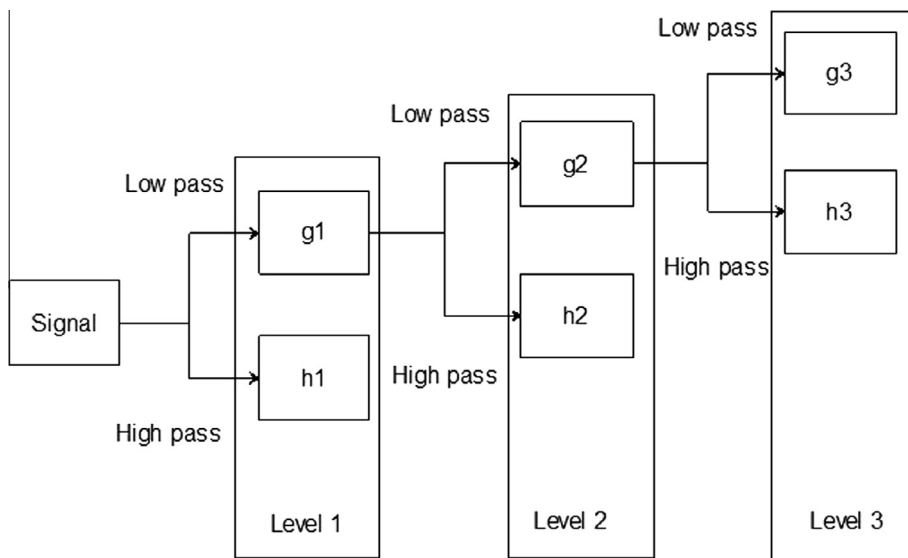 Low pass
g3
Low pass
g2
Low pass
h3
g1
High pass
Signal
h2
h1
High pass
High pass
Level 1
Level 2
Level 3